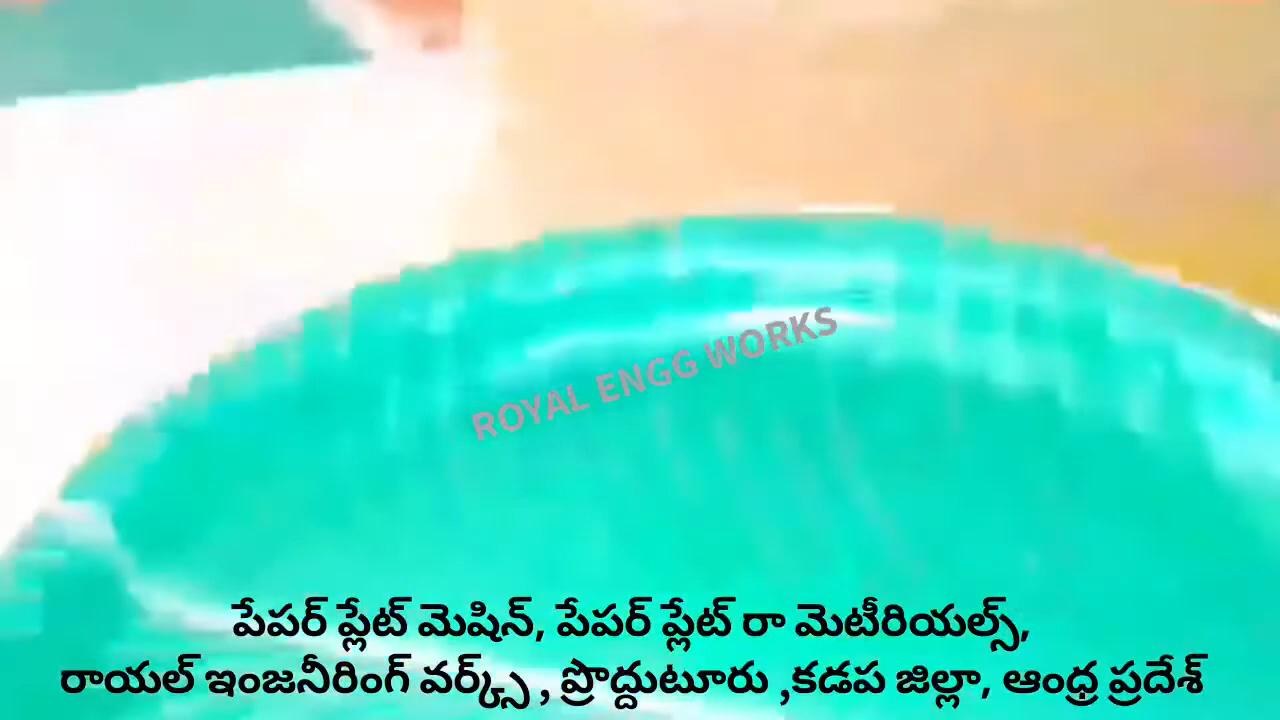 ROYAL ENGG WORKS
పేపర్ ప్లేట్ మెషిన్, పేపర్ ప్లేట్ రా మెటీరియల్స్,
రాయల్ ఇంజనీరింగ్ వర్క్స్ , ప్రొద్దుటూరు ,కడప జిల్లా, ఆంధ్ర ప్రదేశ్